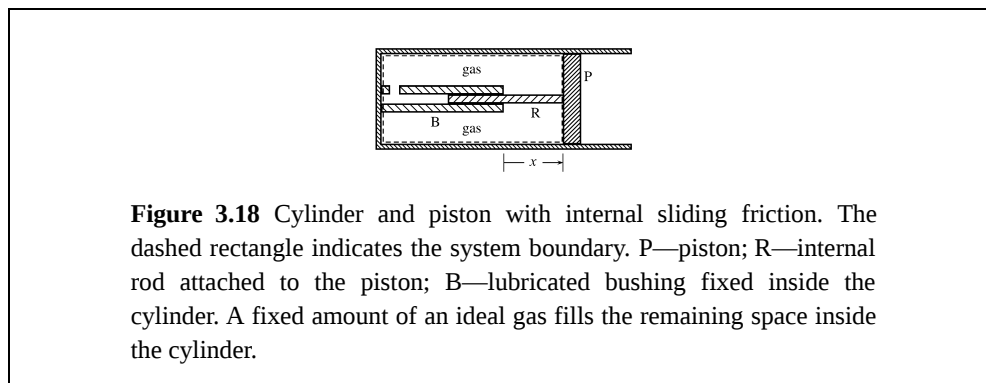 gas
P
R
B
gas
x
Figure 3.18 Cylinder and piston with internal sliding friction. The
dashed rectangle indicates the system boundary. P—piston; R—internal
rod attached to the piston; B—lubricated bushing fixed inside the
cylinder. A fixed amount of an ideal gas fills the remaining space inside
the cylinder.